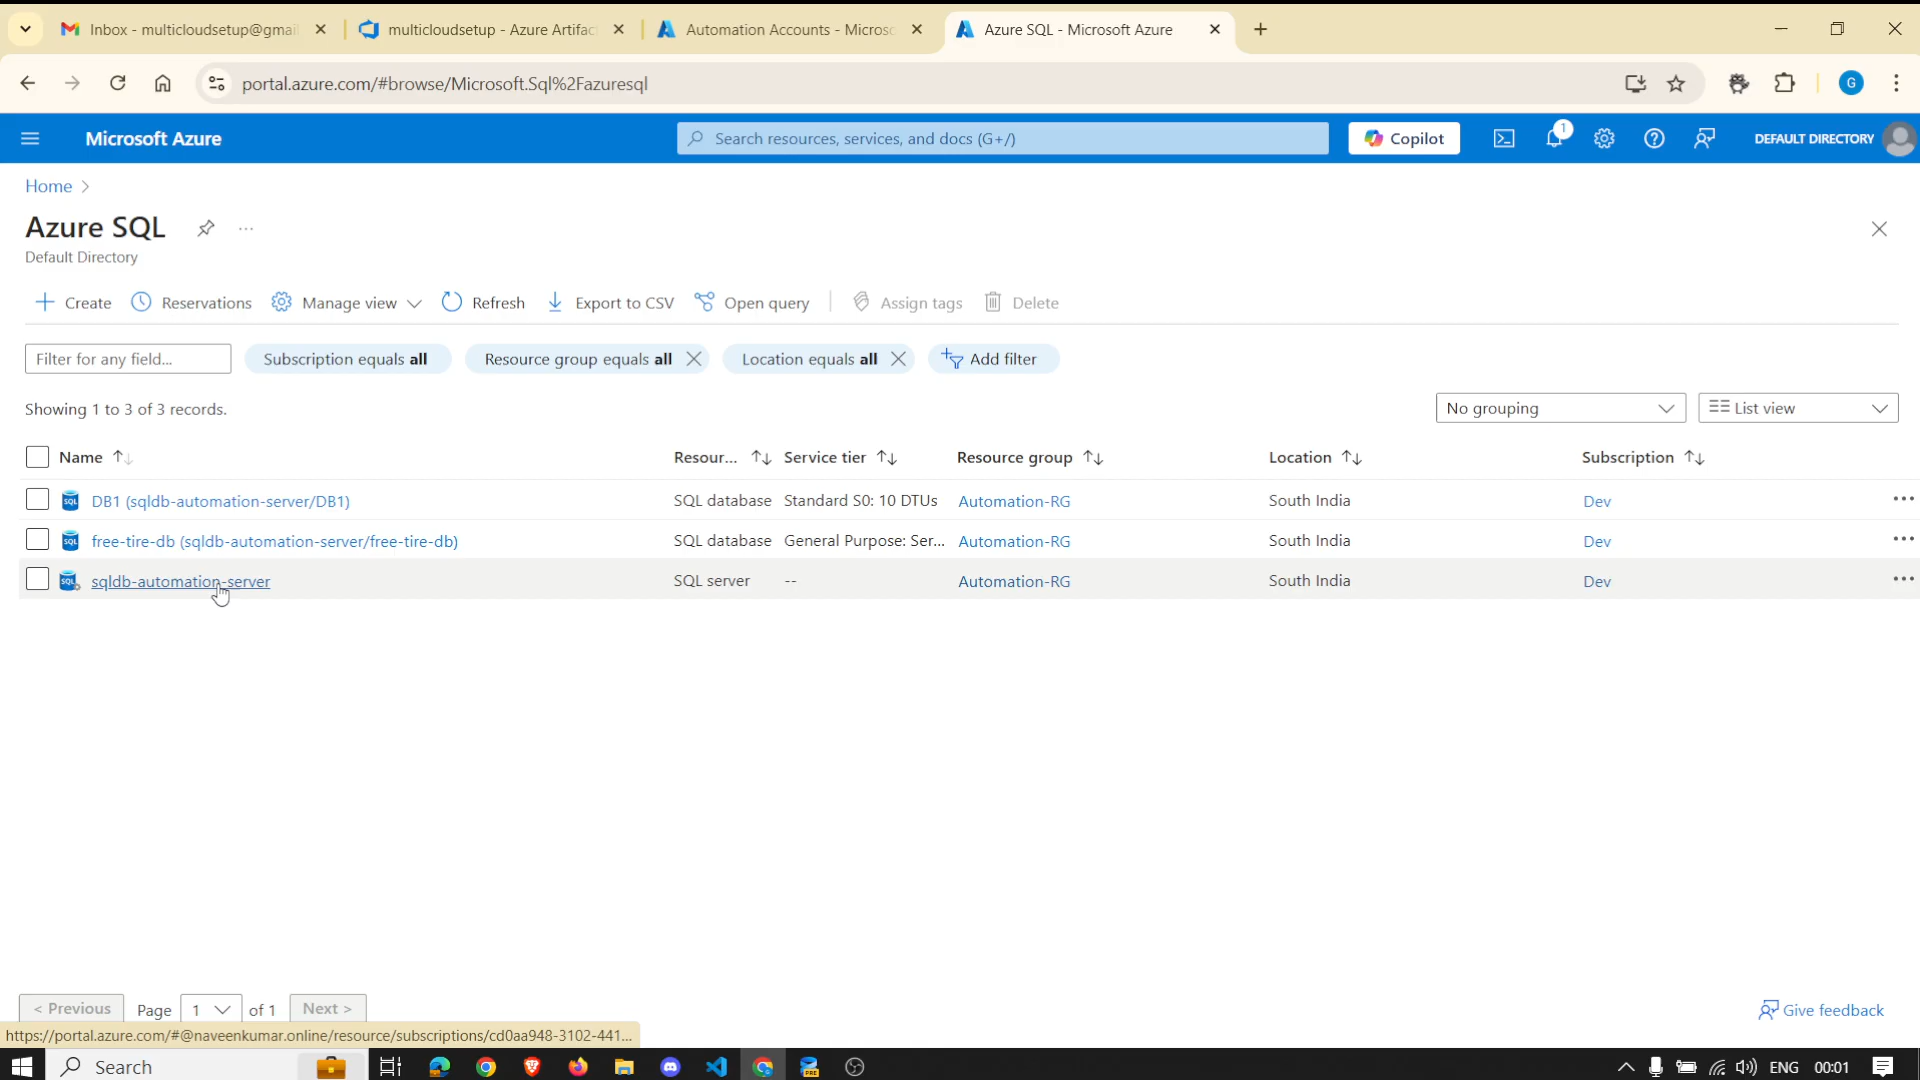 Inbox - multicloudsetup@gmai
multicloudsetup - Azure Artifac
Automation Accounts - Microso
Azure SQL - Microsoft Azure
portal.azure.com/#browse/Microsoft.Sql%2Fazuresql
G
Microsoft Azure
Search resources, services, and docs (G+/)
Copilot
1
DEFAULT DIRECTORY
Home
Azure SQL
Default Directory
Create
Reservations
Manage view
Refresh
Export to CSV
Open query
Assign tags
Delete
Filter for any field...
Subscription equals all
Resource group equals all
Location equals all
Add filter
Showing 1 to 3 of 3 records.
No grouping
List view
Name Resour... Service tier Resource group Location Subscription
DB1 (sqldb-automation-server/DB1) SQL database Standard S0: 10 DTUs Automation-RG South India Dev
free-tire-db (sqldb-automation-server/free-tire-db) SQL database General Purpose: Ser... Automation-RG South India Dev
sqldb-automation-server SQL server -- Automation-RG South India Dev
< Previous Page 1 of 1 Next >
Give feedback
https://portal.azure.com/#@naveenkumar.online/resource/subscriptions/cd0aa948-3102-441...
Search
ENG 00:01